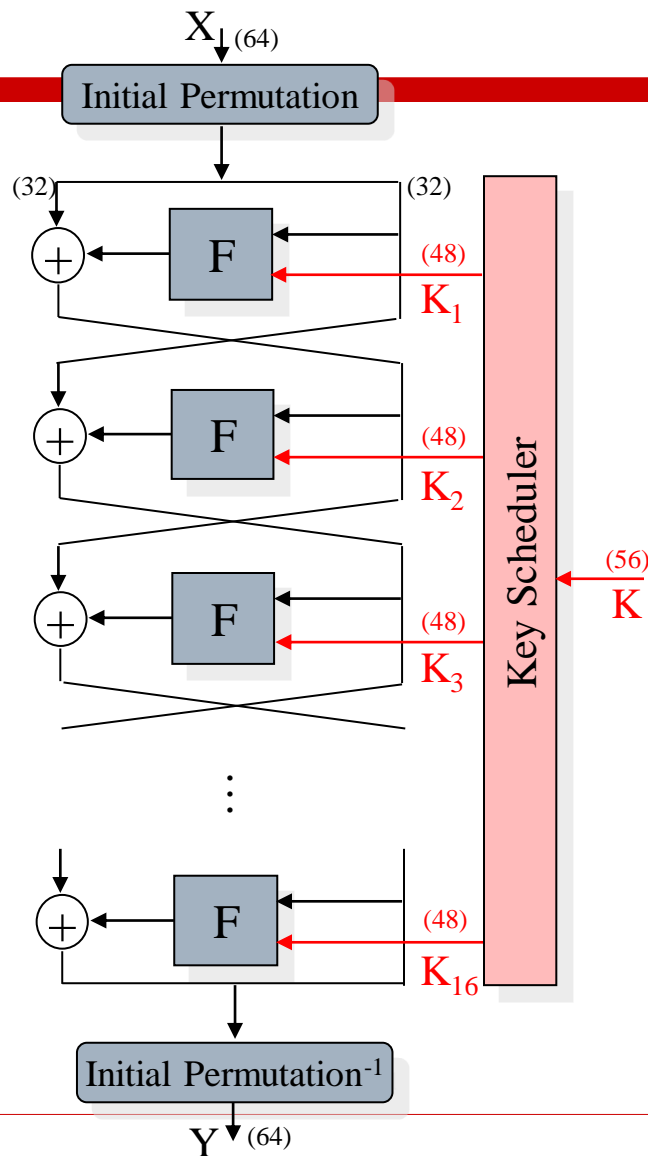 X (64)
Initial Permutation
(32) (32)
F
+
(48)
K1
F
+
(48)
K2
F
+
(48)
K3
Key Scheduler
(56)
K
⋮
F
+
(48)
K16
Initial Permutation-1
Y (64)